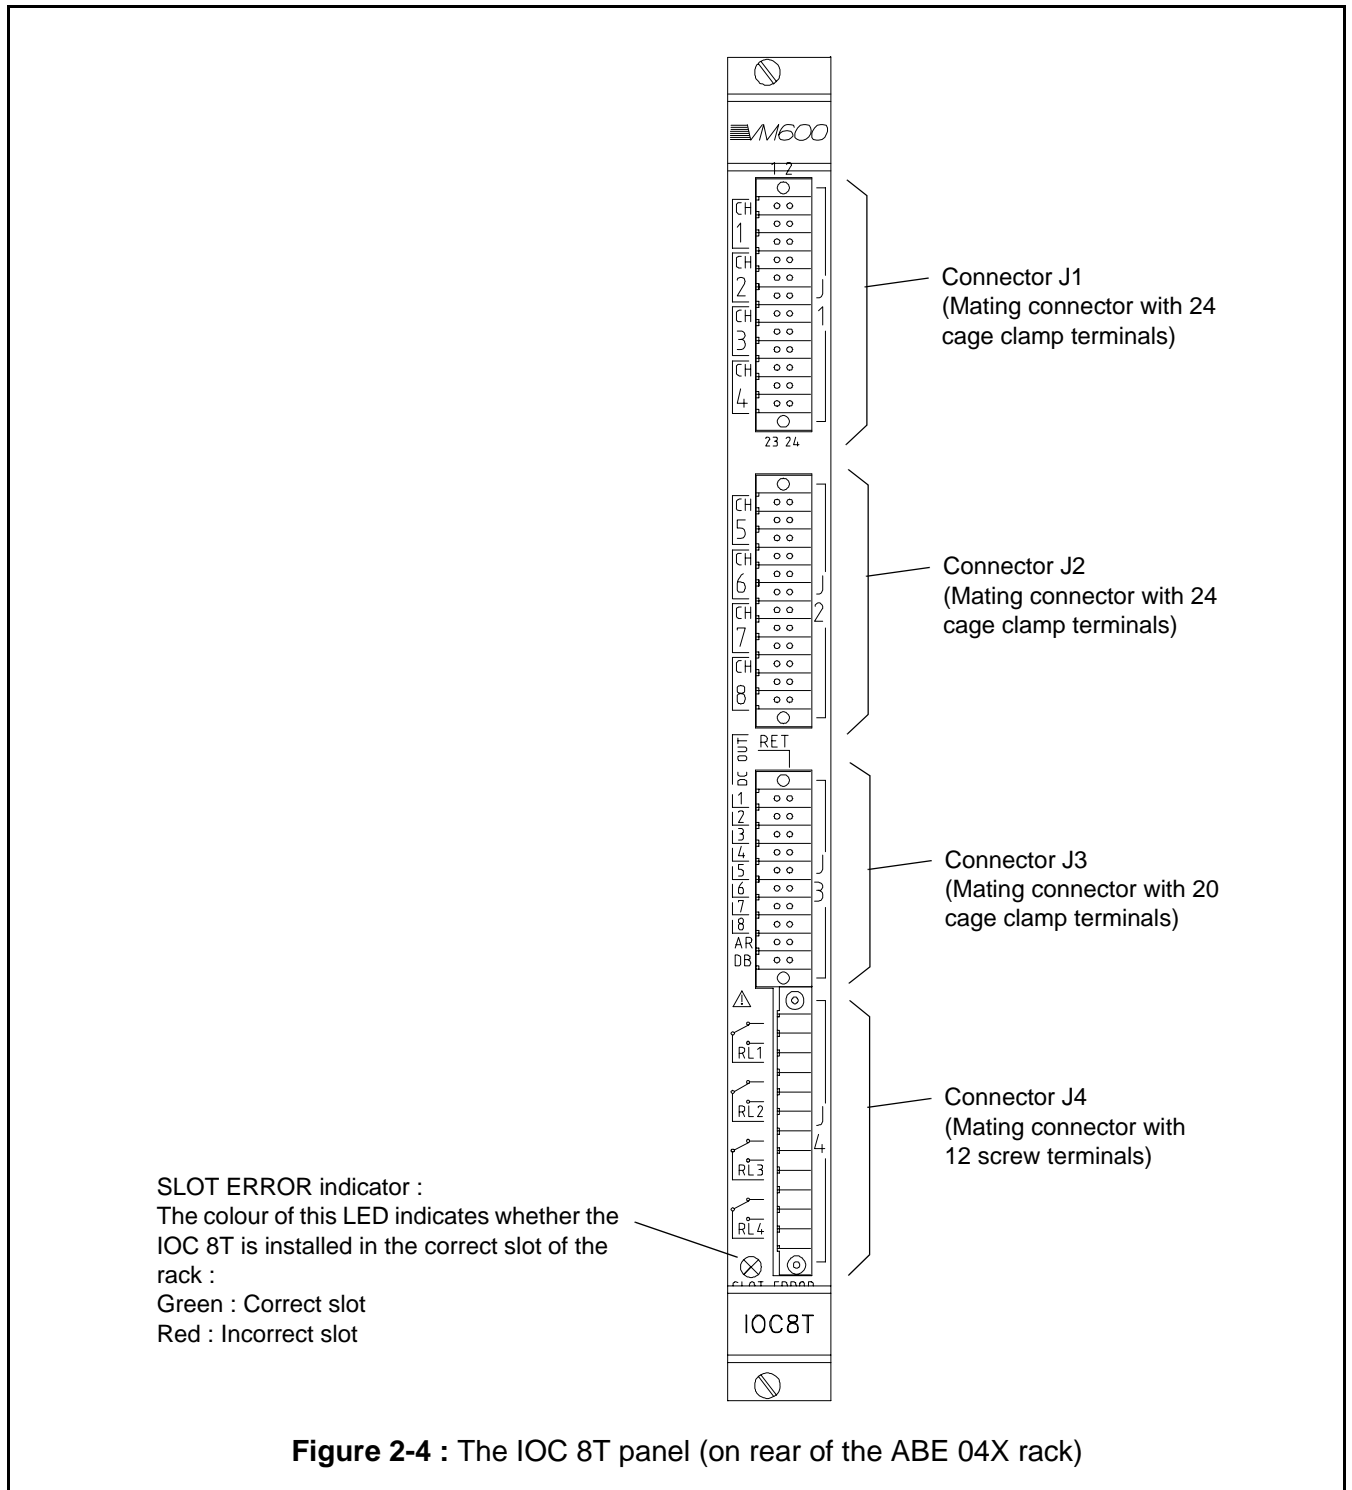 VM600
1 2
CH
1
CH
2
CH
3
CH
4
J
1
23 24
Connector J1
(Mating connector with 24
cage clamp terminals)
CH
5
CH
6
CH
7
CH
8
J
2
Connector J2
(Mating connector with 24
cage clamp terminals)
DC OUT
RET
1
2
3
4
5
6
7
8
AR
DB
J
3
Connector J3
(Mating connector with 20
cage clamp terminals)
RL1
RL2
RL3
RL4
J
4
Connector J4
(Mating connector with
12 screw terminals)
SLOT ERROR indicator :
The colour of this LED indicates whether the
IOC 8T is installed in the correct slot of the
rack :
Green : Correct slot
Red : Incorrect slot
SLOT ERROR
IOC8T
Figure 2-4 : The IOC 8T panel (on rear of the ABE 04X rack)